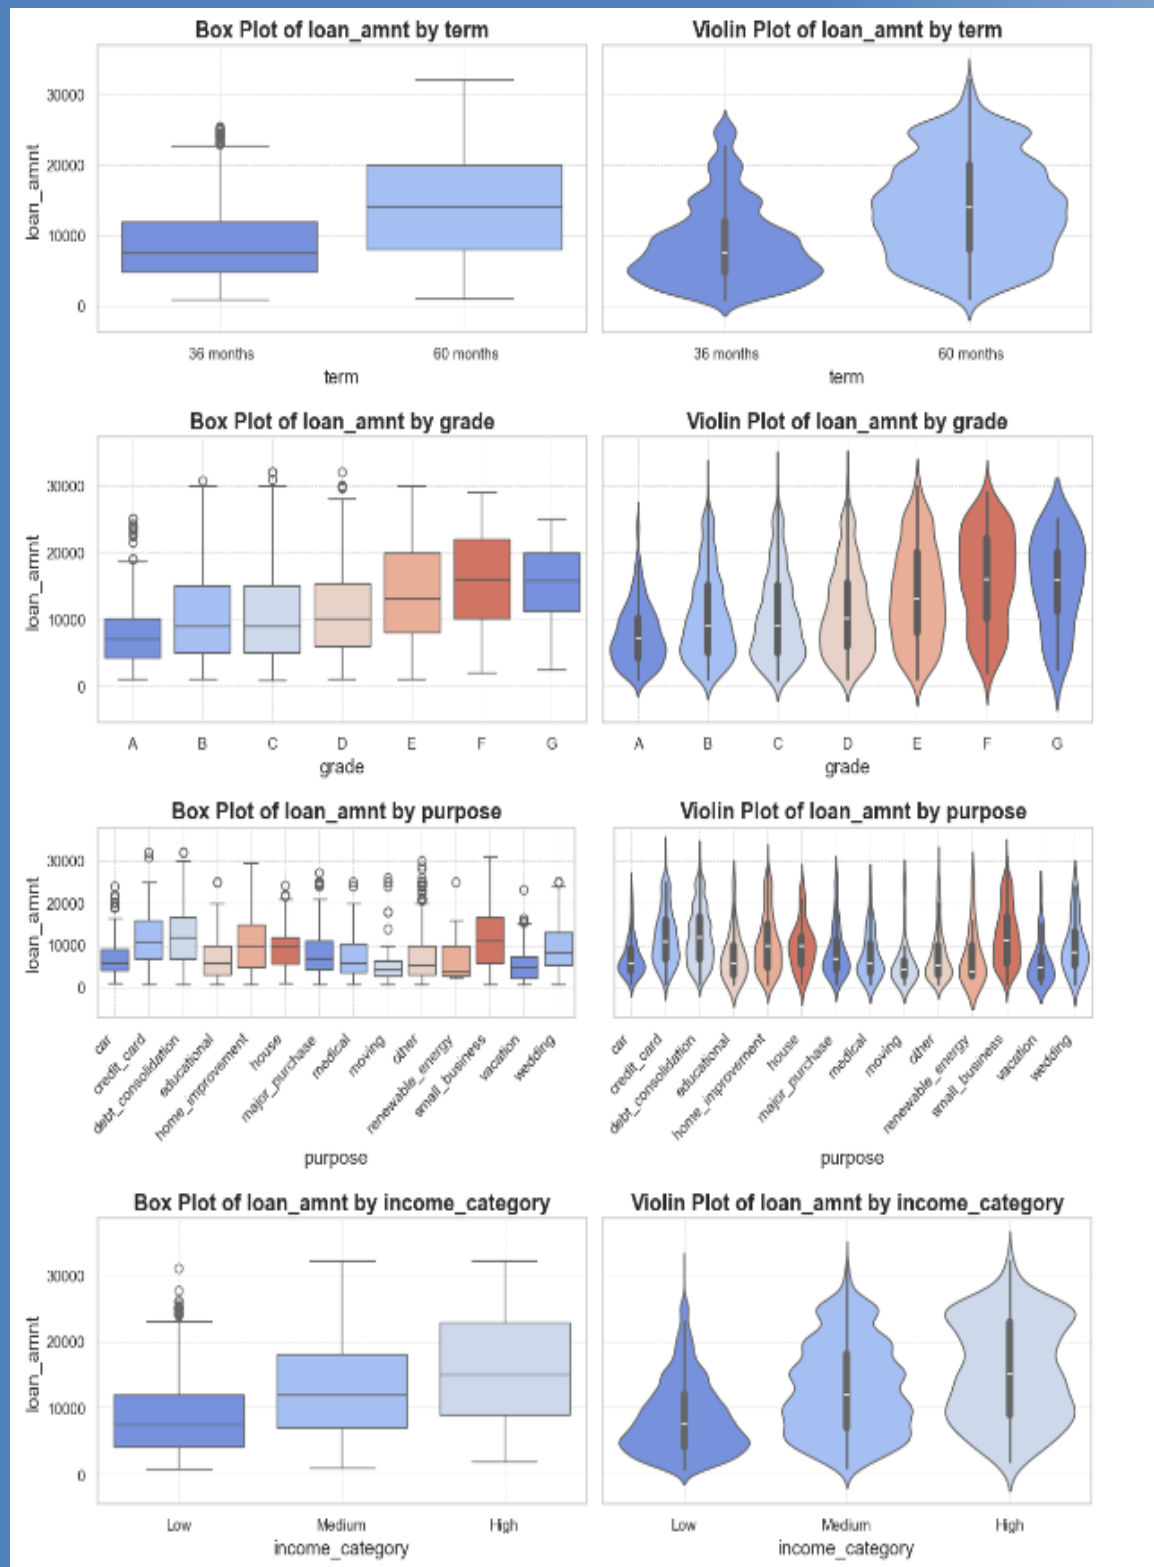 Box Plot of loan_amnt by term
loan_amnt
30000
20000
10000
0
36 months 60 months
term
Violin Plot of loan_amnt by term
36 months 60 months
term
Box Plot of loan_amnt by grade
loan_amnt
30000
20000
10000
0
A B C D E F G
grade
Violin Plot of loan_amnt by grade
A B C D E F G
grade
Box Plot of loan_amnt by purpose
loan_amnt
30000
20000
10000
0
car
credit_card
debt_consolidation
educational
home_improvement
house
major_purchase
medical
moving
other
renewable_energy
small_business
vacation
wedding
purpose
Violin Plot of loan_amnt by purpose
car
credit_card
debt_consolidation
educational
home_improvement
house
major_purchase
medical
moving
other
renewable_energy
small_business
vacation
wedding
purpose
Box Plot of loan_amnt by income_category
loan_amnt
30000
20000
10000
0
Low Medium High
income_category
Violin Plot of loan_amnt by income_category
Low Medium High
income_category